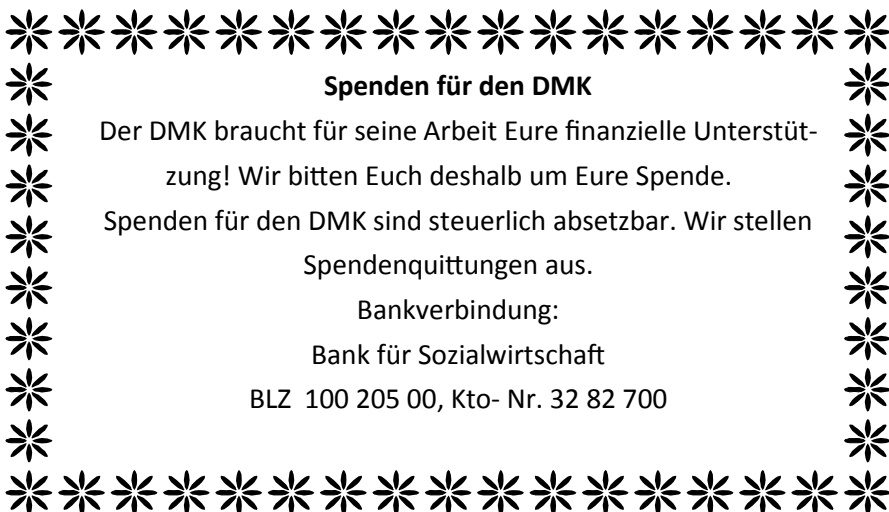 Spenden für den DMK
Der DMK braucht für seine Arbeit Eure finanzielle Unterstüt-
zung! Wir bitten Euch deshalb um Eure Spende.
Spenden für den DMK sind steuerlich absetzbar. Wir stellen
Spendenquittungen aus.
Bankverbindung:
Bank für Sozialwirtschaft
BLZ  100 205 00, Kto- Nr. 32 82 700